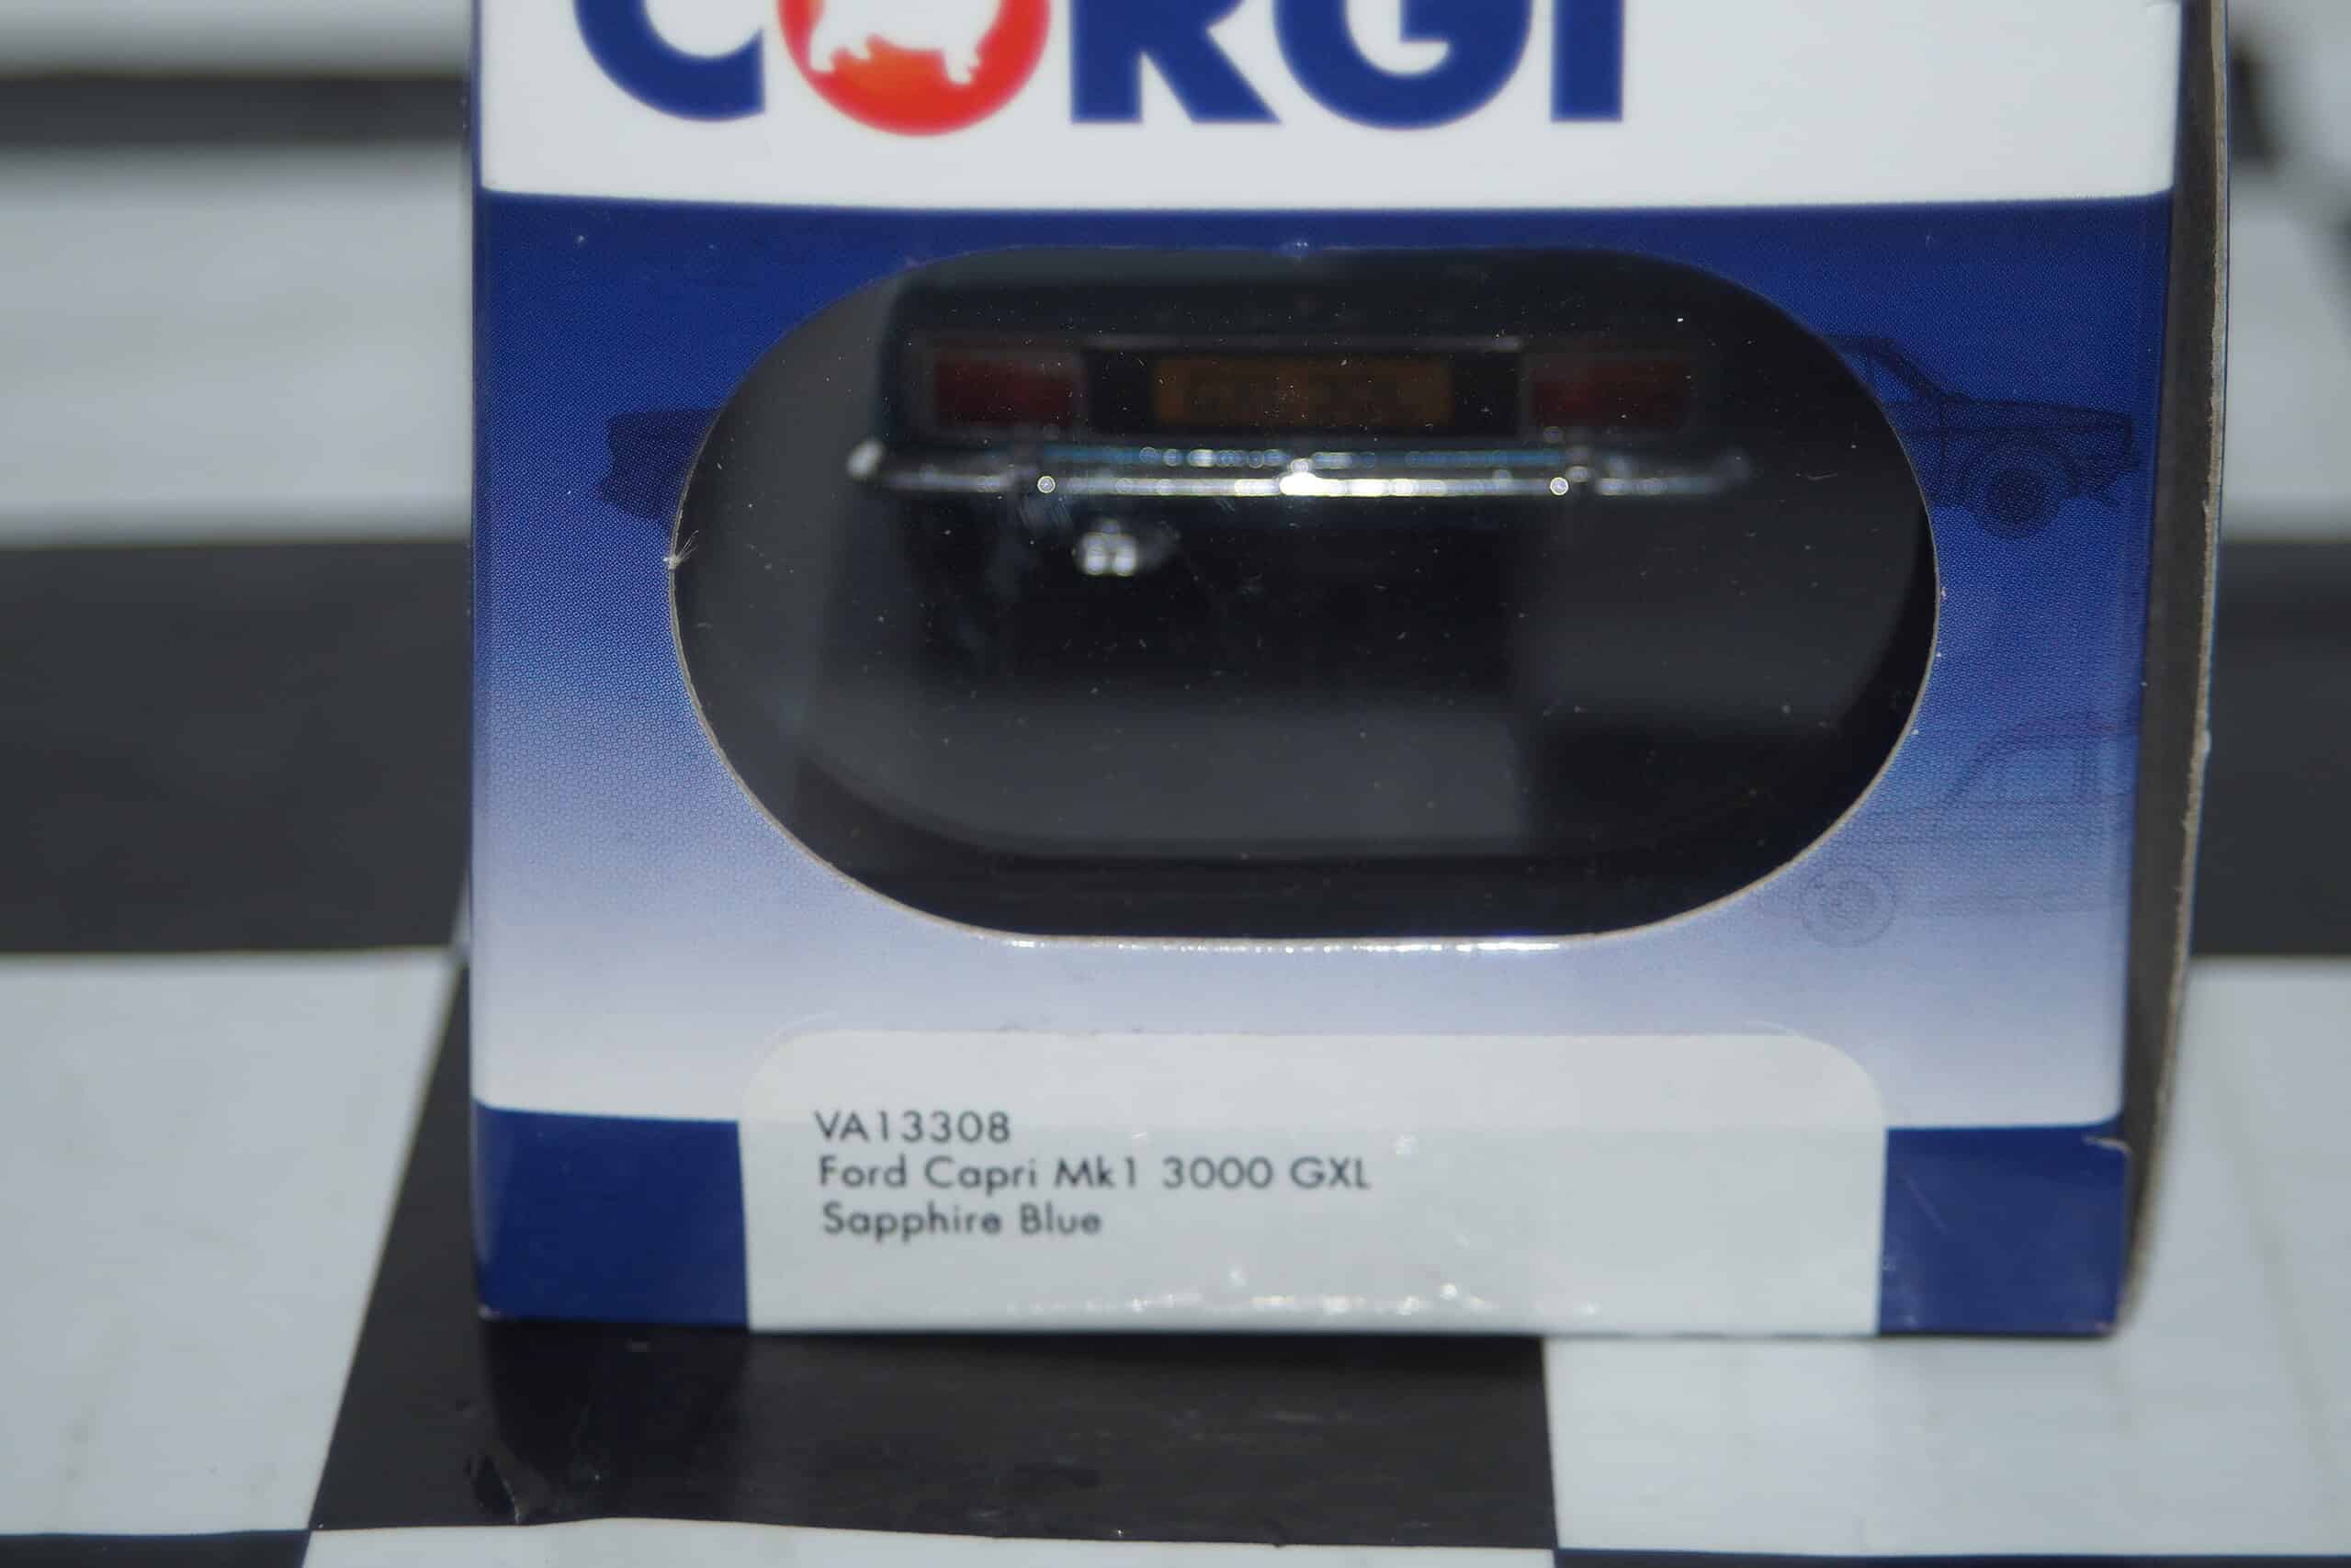 CORGI
VA13308
Ford Capri Mk1 3000 GXL
Sapphire Blue